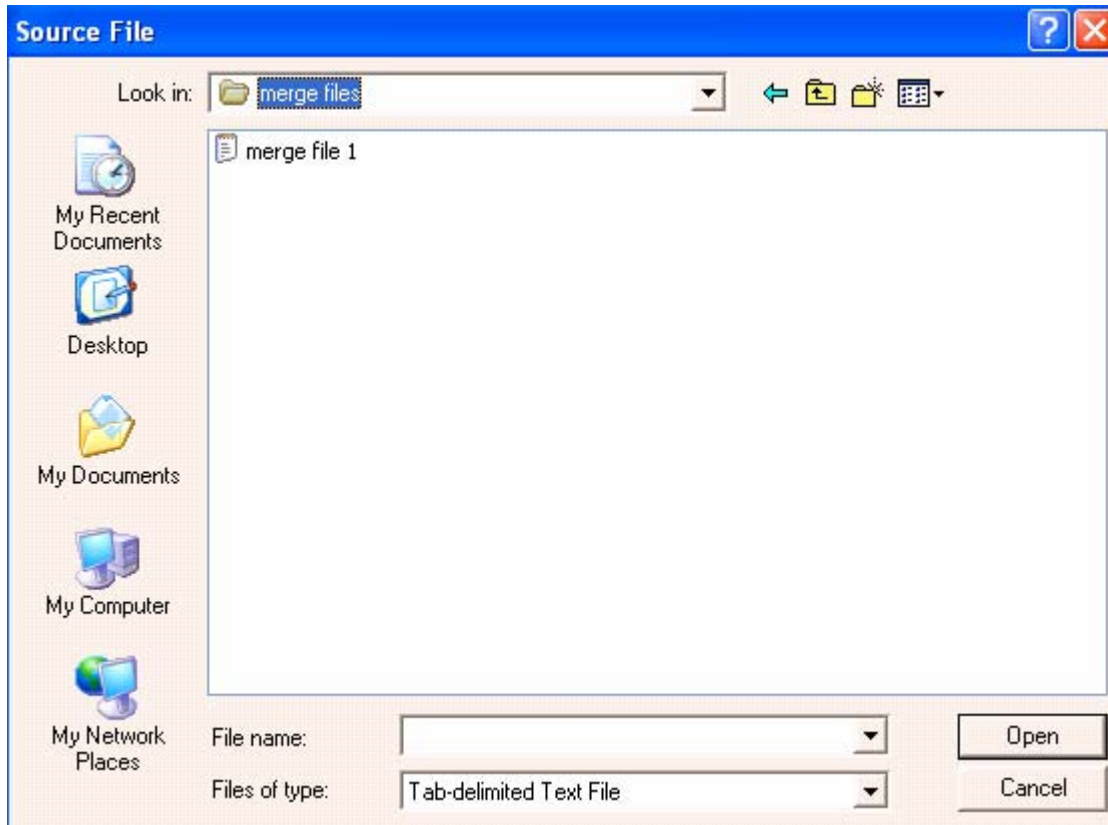 Source File
Look in: merge files
merge file 1
My Recent
Documents
Desktop
My Documents
My Computer
My Network
Places
File name:
Open
Files of type: Tab-delimited Text File
Cancel